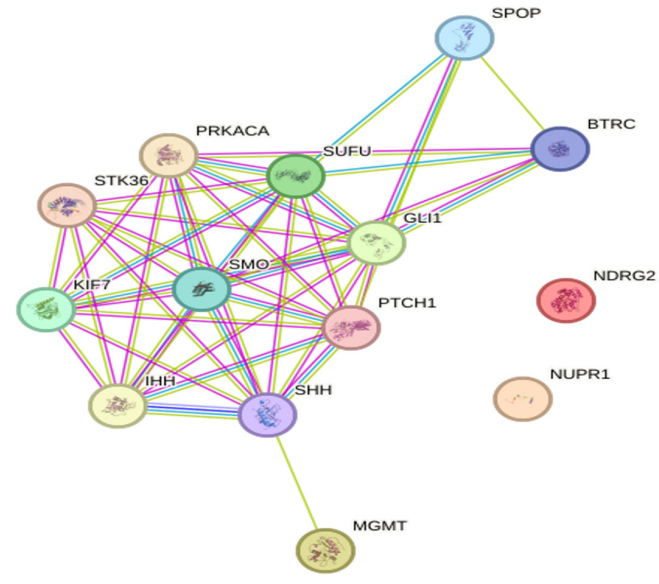 SPOP
BTRC
PRKACA
SUFU
STK36
GLI1
SMO
NDRG2
KIF7
PTCH1
NUPR1
IHH
SHH
MGMT